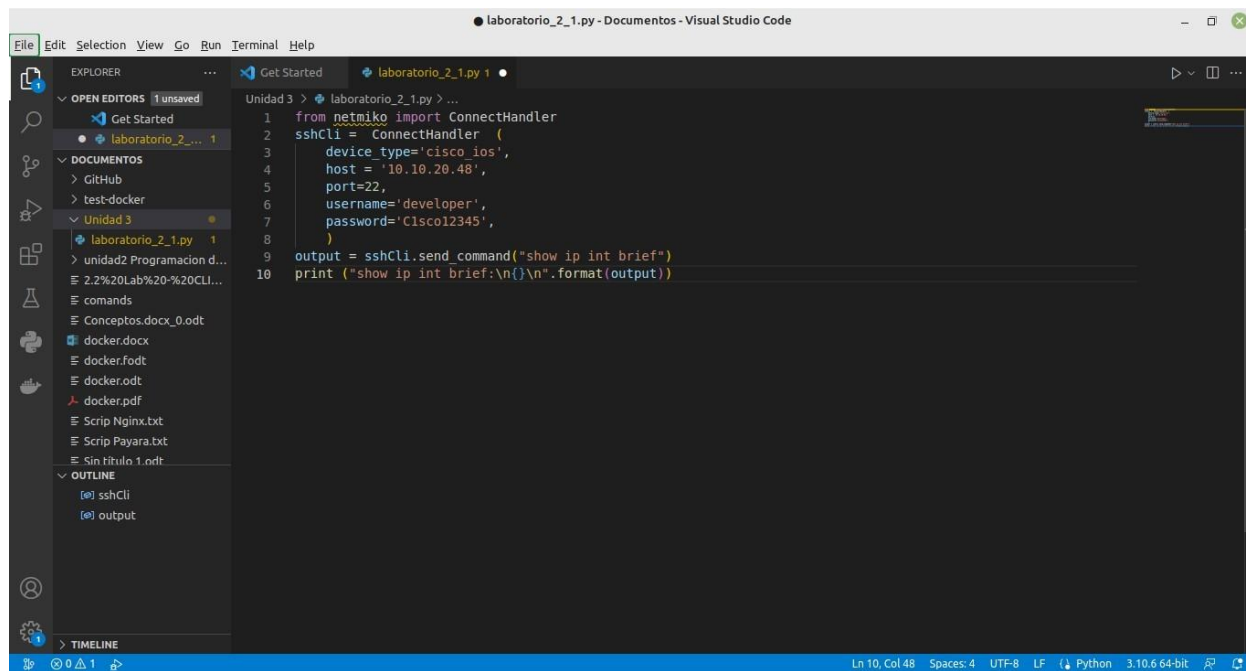 ● laboratorio_2_1.py - Documentos - Visual Studio Code
File Edit Selection View Go Run Terminal Help
EXPLORER ...
OPEN EDITORS 1 unsaved
Get Started
● laboratorio_2_... 1
DOCUMENTOS
> GitHub
> test-docker
Unidad 3
laboratorio_2_1.py 1
> unidad2 Programacion d...
2.2%20Lab%20-%20CLI...
comands
Conceptos.docx_0.odt
docker.docx
docker.fodt
docker.odt
docker.pdf
Scrip Nginx.txt
Scrip Payara.txt
Sin título 1.odt
OUTLINE
sshCli
output
> TIMELINE
Get Started laboratorio_2_1.py 1 ●
Unidad 3 > laboratorio_2_1.py > ...
1 from netmiko import ConnectHandler
2 sshCli =  ConnectHandler  (
3     device_type='cisco_ios',
4     host = '10.10.20.48',
5     port=22,
6     username='developer',
7     password='C1sco12345',
8     )
9 output = sshCli.send_command("show ip int brief")
10 print ("show ip int brief:\n{}\n".format(output))
1
1
0 1 Ln 10, Col 48 Spaces: 4 UTF-8 LF Python 3.10.6 64-bit